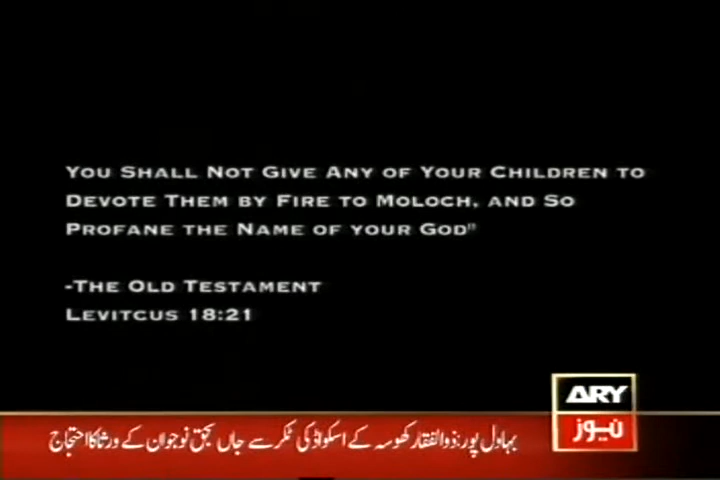 YOU SHALL NOT GIVE ANY OF YOUR CHILDREN TO
DEVOTE THEM BY FIRE TO MOLOCH, AND SO
PROFANE THE NAME OF YOUR GOD"
-THE OLD TESTAMENT
LEVITCUS 18:21
ARY
نیوز
بہاول پور:ذوالفقار کھوسہ کے اسکواڈ کی ٹکر سے جاں بحق نوجوان کے ورثا کا احتجاج